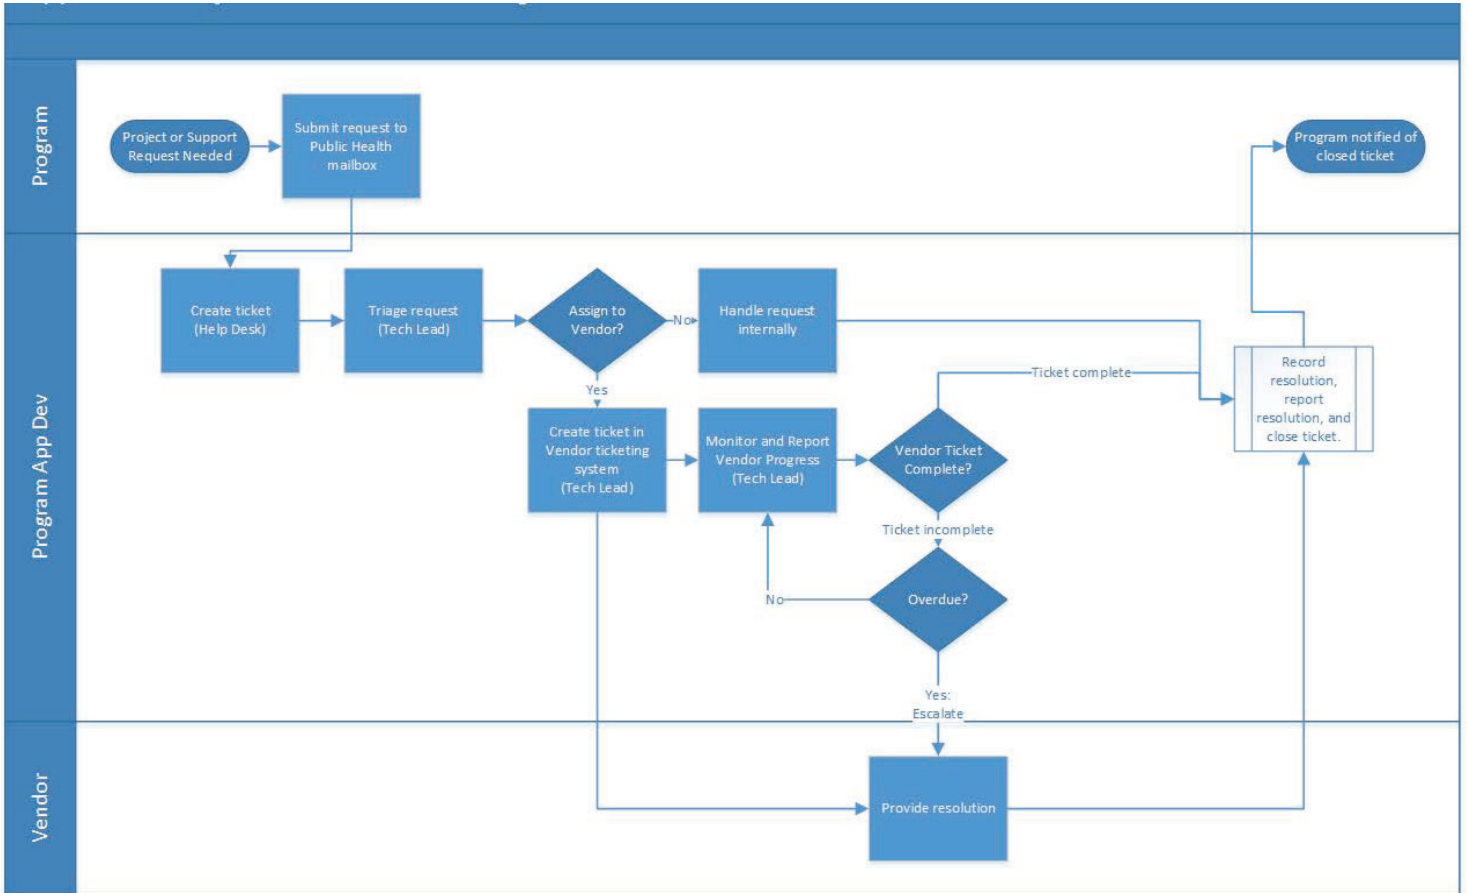 Program
Project or Support
Request Needed
Submit request to
Public Health
mailbox
Program notified of
closed ticket
Program App Dev
Create ticket
(Help Desk)
Triage request
(Tech Lead)
Assign to
Vendor?
No
Handle request
internally
Yes
Ticket complete
Record
resolution,
report
resolution, and
close ticket.
Create ticket in
Vendor ticketing
system
(Tech Lead)
Monitor and Report
Vendor Progress
(Tech Lead)
Vendor Ticket
Complete?
Ticket incomplete
No
Overdue?
Yes:
Escalate
Vendor
Provide resolution